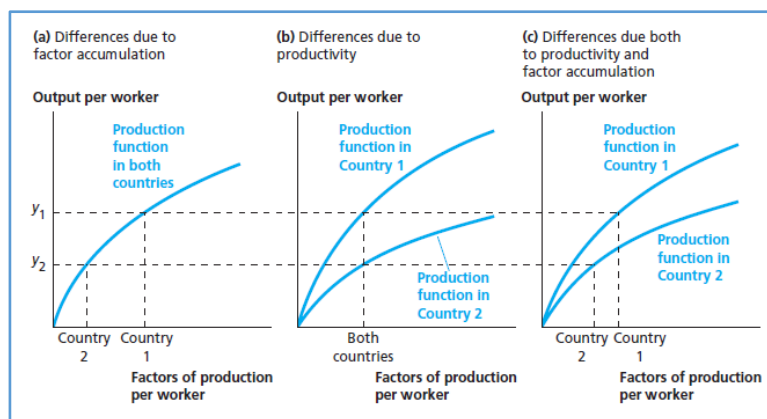 (a) Differences due to
factor accumulation
Output per worker
Production
function
in both
countries
y1
y2
Country
2
Country
1
Factors of production
per worker
(b) Differences due to
productivity
Output per worker
Production
function in
Country 1
Production
function in
Country 2
Both
countries
Factors of production
per worker
(c) Differences due both
to productivity and
factor accumulation
Output per worker
Production
function in
Country 1
Production
function in
Country 2
Country
2
Country
1
Factors of production
per worker